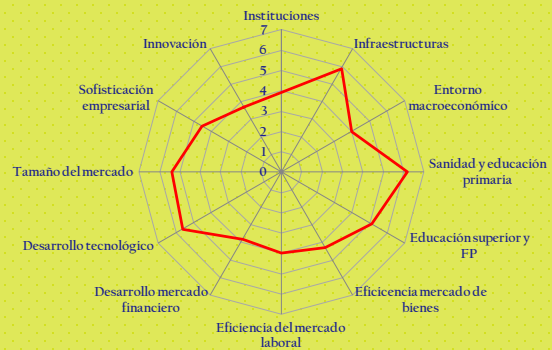 Instituciones
Infraestructuras
Entorno
macroeconómico
Sanidad y educación
primaria
Educación superior y
FP
Eficicencia mercado de
bienes
Eficiencia del mercado
laboral
Desarrollo mercado
financiero
Desarrollo tecnológico
Tamaño del mercado
Sofisticación
empresarial
Innovación
7
6
5
4
3
2
1
0